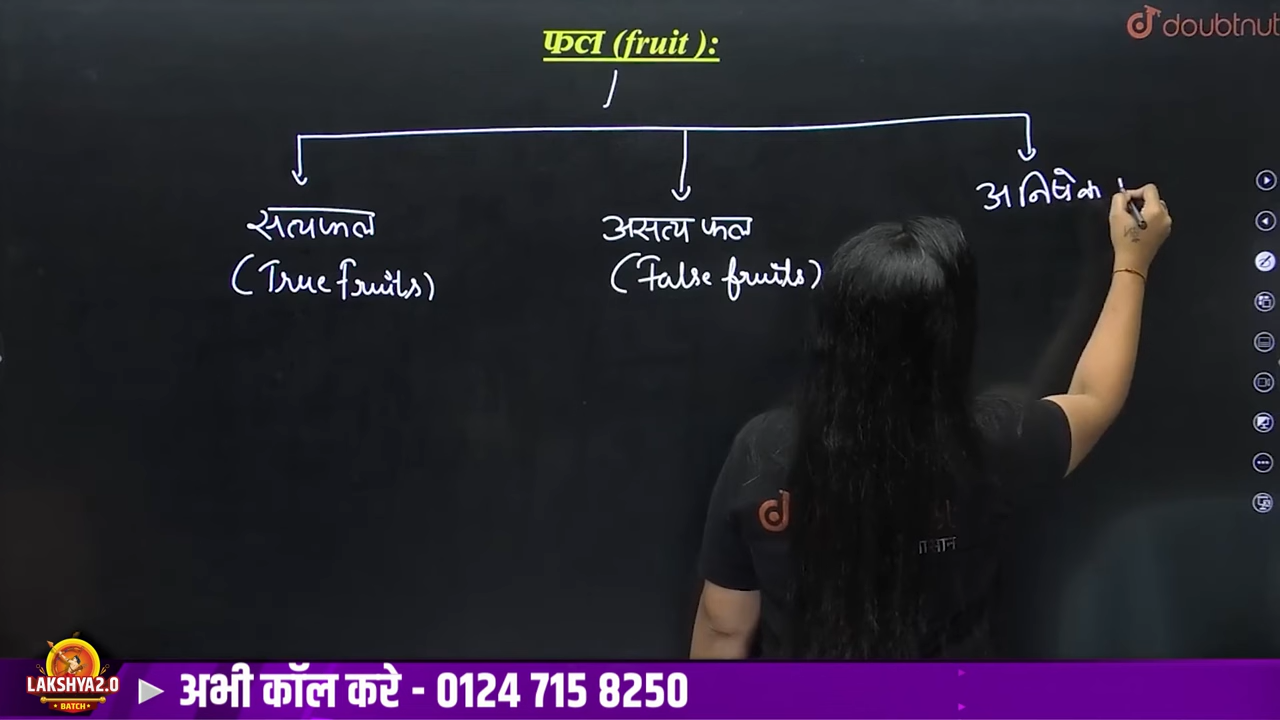 doubtnut
फल (fruit ):
अनिषेक
सत्यफल
असत्य फल
(True fruits)
(False fruits)
LAKSHYA2.0
BATCH
अभी कॉल करे - 0124 715 8250